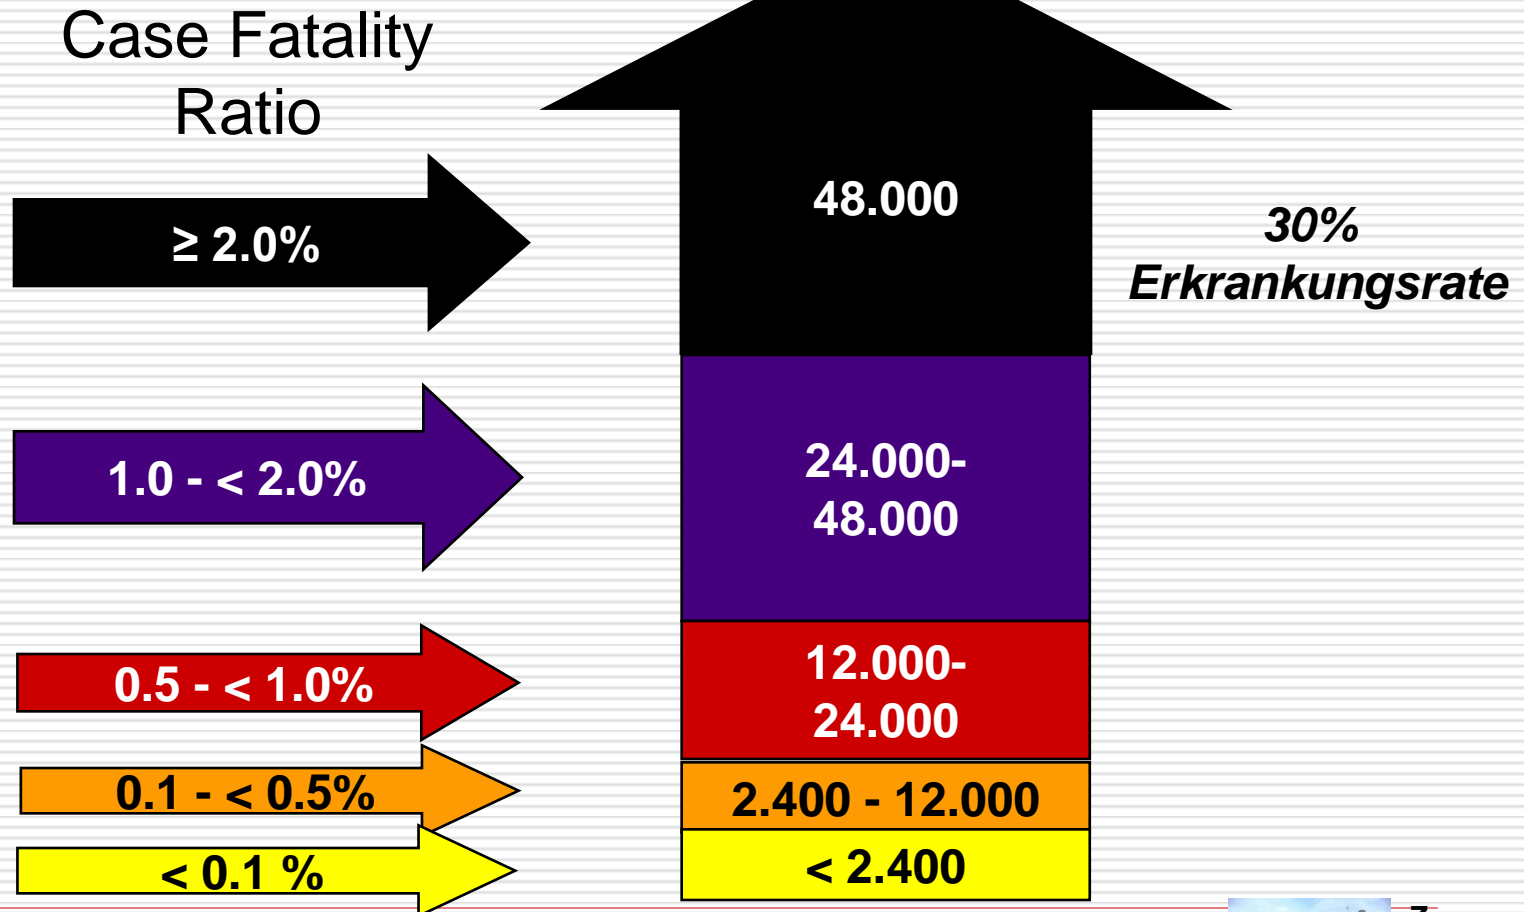 Case Fatality
Ratio
≥ 2.0%
48.000
30%
Erkrankungsrate
1.0 - < 2.0%
24.000-
48.000
0.5 - < 1.0%
12.000-
24.000
0.1 - < 0.5%
2.400 - 12.000
< 0.1 %
< 2.400